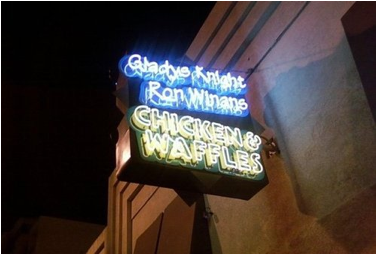 Gladys Knight
Ron Winans
CHICKEN &
WAFFLES